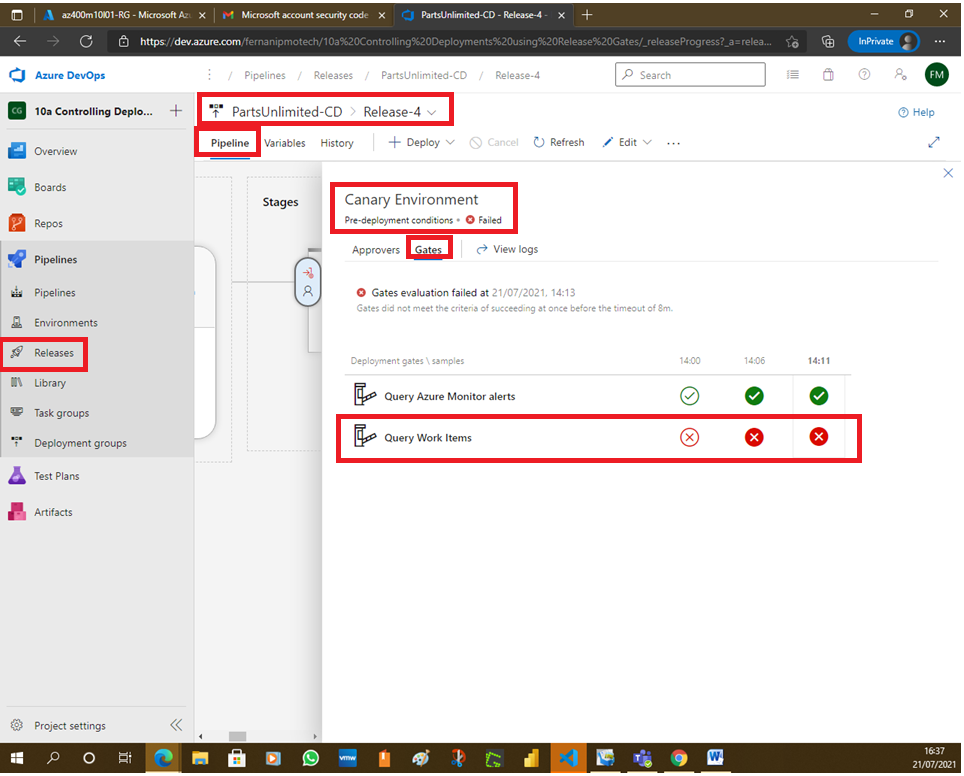 az400m10l01-RG - Microsoft Az
Microsoft account security code
PartsUnlimited-CD - Release-4 -
https://dev.azure.com/fernanipmotech/10a%20Controlling%20Deployments%20using%20Release%20Gates/_releaseProgress?_a=relea...
InPrivate
Azure DevOps
/ Pipelines / Releases / PartsUnlimited-CD / Release-4
Search
FM
CG
10a Controlling Deplo...
PartsUnlimited-CD > Release-4
Help
Pipeline
Variables
History
Deploy
Cancel
Refresh
Edit
Overview
Boards
Repos
Pipelines
Pipelines
Environments
Releases
Library
Task groups
Deployment groups
Test Plans
Artifacts
Project settings
Stages
Canary Environment
Pre-deployment conditions • Failed
Approvers
Gates
View logs
Gates evaluation failed at 21/07/2021, 14:13
Gates did not meet the criteria of succeeding at once before the timeout of 8m.
Deployment gates \ samples
14:00
14:06
14:11
Query Azure Monitor alerts
Query Work Items
vmw
16:37
21/07/2021